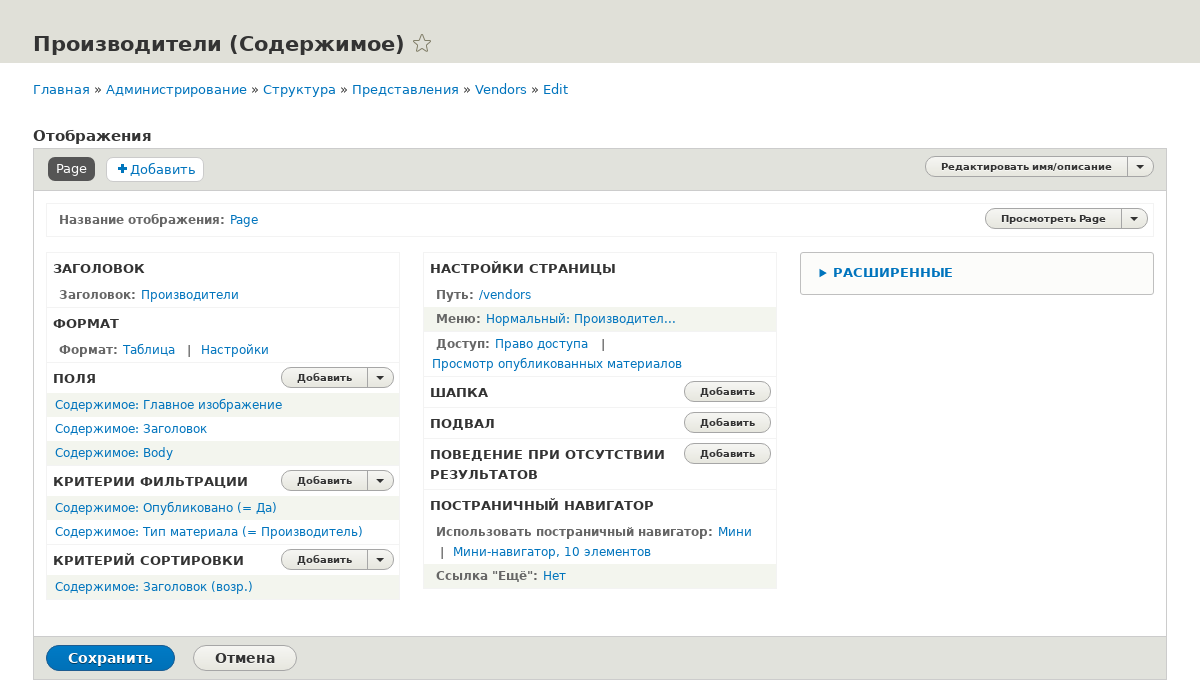 Производители (Содержимое)
Главная » Администрирование » Структура » Представления » Vendors » Edit
Отображения
Page
Добавить
Редактировать имя/описание
Название отображения: Page
Просмотреть Page
ЗАГОЛОВОК
Заголовок: Производители
ФОРМАТ
Формат: Таблица | Настройки
ПОЛЯ
Добавить
Содержимое: Главное изображение
Содержимое: Заголовок
Содержимое: Body
КРИТЕРИИ ФИЛЬТРАЦИИ
Добавить
Содержимое: Опубликовано (= Да)
Содержимое: Тип материала (= Производитель)
КРИТЕРИЙ СОРТИРОВКИ
Добавить
Содержимое: Заголовок (возр.)
НАСТРОЙКИ СТРАНИЦЫ
Путь: /vendors
Меню: Нормальный: Производител...
Доступ: Право доступа |
Просмотр опубликованных материалов
ШАПКА
Добавить
ПОДВАЛ
Добавить
ПОВЕДЕНИЕ ПРИ ОТСУТСТВИИ
РЕЗУЛЬТАТОВ
Добавить
ПОСТРАНИЧНЫЙ НАВИГАТОР
Использовать постраничный навигатор: Мини
| Мини-навигатор, 10 элементов
Ссылка "Ещё": Нет
РАСШИРЕННЫЕ
Сохранить
Отмена